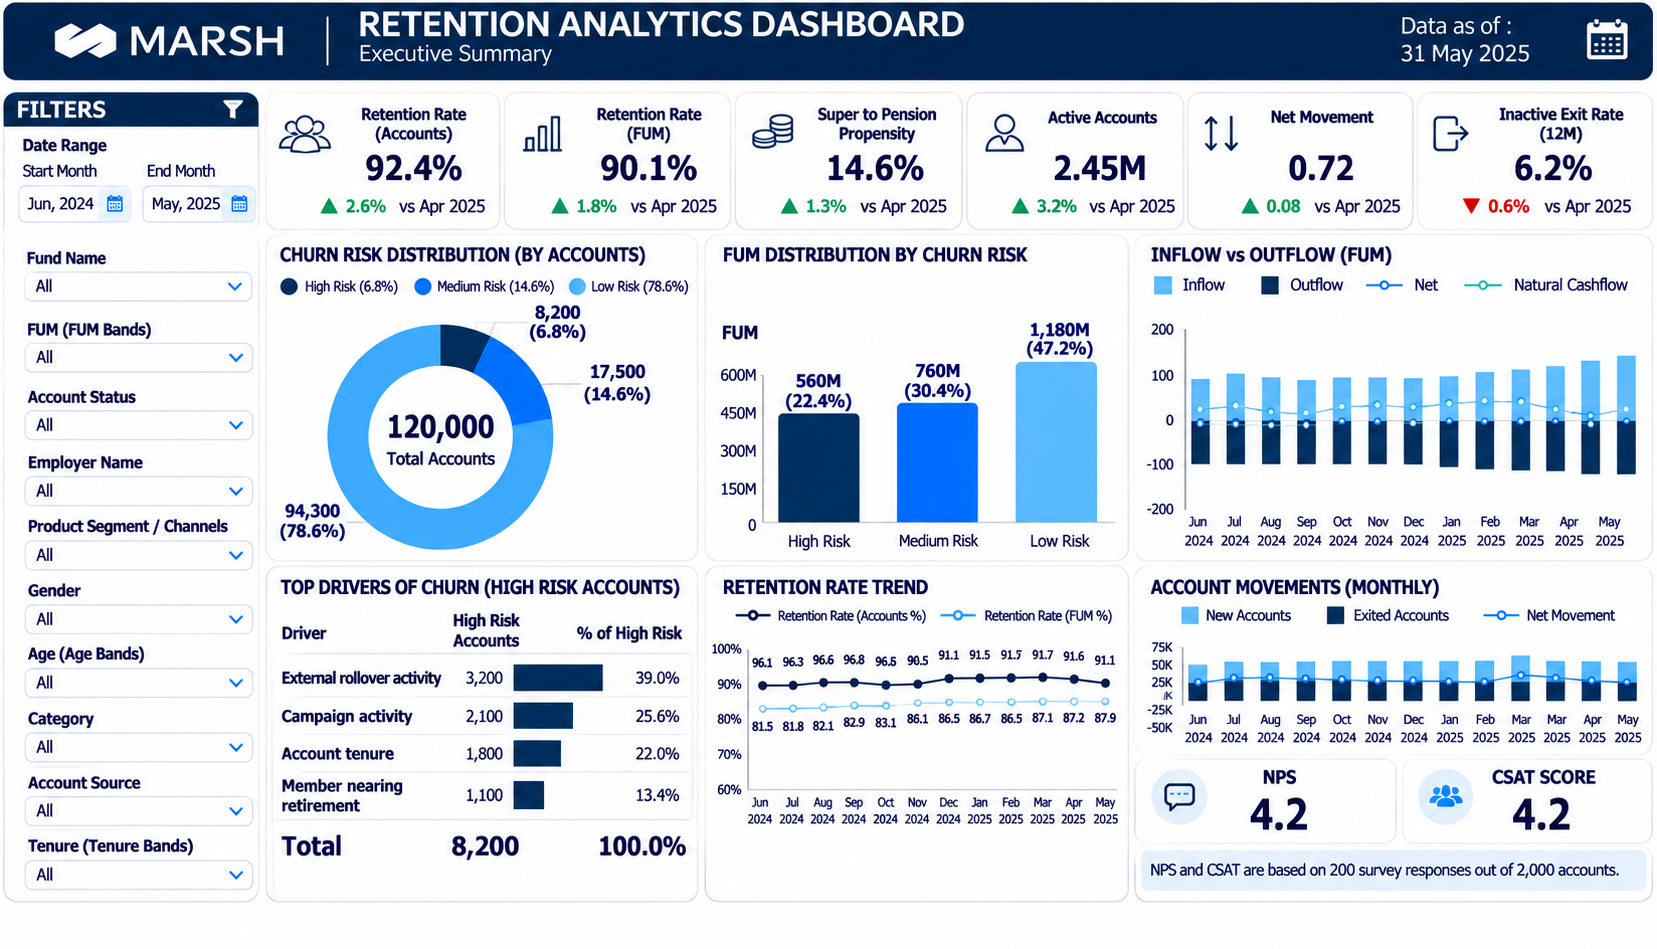 MARSH
RETENTION ANALYTICS DASHBOARD
Executive Summary
Data as of :
31 May 2025
FILTERS
Date Range
Start Month
End Month
Jun, 2024
May, 2025
Fund Name
All
FUM (FUM Bands)
All
Account Status
All
Employer Name
All
Product Segment / Channels
All
Gender
All
Age (Age Bands)
All
Category
All
Account Source
All
Tenure (Tenure Bands)
All
Retention Rate
(Accounts)
92.4%
▲ 2.6% vs Apr 2025
Retention Rate
(FUM)
90.1%
▲ 1.8% vs Apr 2025
Super to Pension
Propensity
14.6%
▲ 1.3% vs Apr 2025
Active Accounts
2.45M
▲ 3.2% vs Apr 2025
Net Movement
0.72
▲ 0.08 vs Apr 2025
Inactive Exit Rate
(12M)
6.2%
▼ 0.6% vs Apr 2025
CHURN RISK DISTRIBUTION (BY ACCOUNTS)
High Risk (6.8%) Medium Risk (14.6%) Low Risk (78.6%)
8,200
(6.8%)
17,500
(14.6%)
120,000
Total Accounts
94,300
(78.6%)
FUM DISTRIBUTION BY CHURN RISK
FUM
600M
450M
300M
150M
0
560M
(22.4%)
760M
(30.4%)
1,180M
(47.2%)
High Risk Medium Risk Low Risk
INFLOW vs OUTFLOW (FUM)
Inflow Outflow Net Natural Cashflow
200
100
0
-100
-200
Jun Jul Aug Sep Oct Nov Dec Jan Feb Mar Apr May
2024 2024 2024 2024 2024 2024 2024 2025 2025 2025 2025 2025
TOP DRIVERS OF CHURN (HIGH RISK ACCOUNTS)
Driver
High Risk
Accounts
% of High Risk
External rollover activity 3,200 39.0%
Campaign activity 2,100 25.6%
Account tenure 1,800 22.0%
Member nearing
retirement
1,100 13.4%
Total 8,200 100.0%
RETENTION RATE TREND
Retention Rate (Accounts %) Retention Rate (FUM %)
100%
90%
80%
70%
60%
96.1 96.3 96.6 96.8 96.5 90.5 91.1 91.5 91.7 91.6 91.1
81.5 81.8 82.1 82.9 83.1 86.1 86.5 86.7 86.5 87.1 87.2 87.9
Jun Jul Aug Sep Oct Nov Dec Jan Feb Mar Apr May
2024 2024 2024 2024 2024 2024 2024 2025 2025 2025 2025 2025
ACCOUNT MOVEMENTS (MONTHLY)
New Accounts Exited Accounts Net Movement
75K
50K
25K
-25K
-50K
Jun Jul Aug Sep Oct Nov Dec Jan Feb Mar Apr May
2024 2024 2024 2024 2024 2024 2024 2025 2025 2025 2025 2025
NPS
4.2
CSAT SCORE
4.2
NPS and CSAT are based on 200 survey responses out of 2,000 accounts.